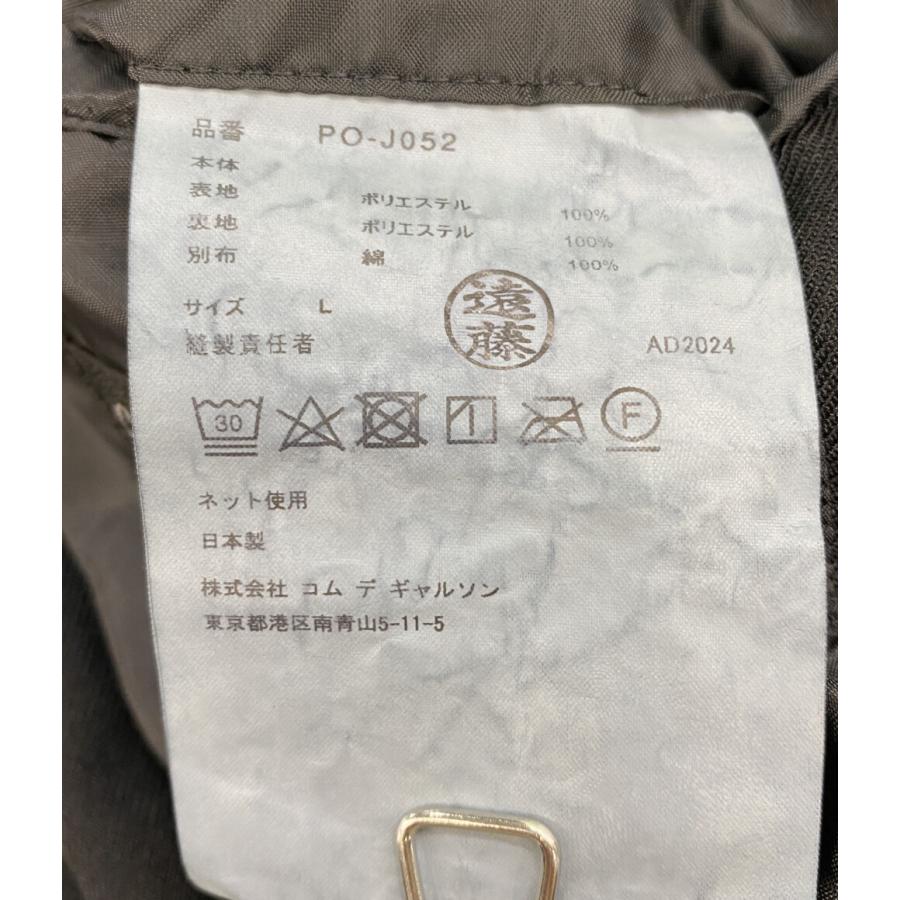 品番 PO-J052
本体
表地 ポリエステル 100%
裏地 ポリエステル 100%
別布 綿 100%
サイズ L
縫製責任者 遠藤 AD2024
30 F
ネット使用
日本製
株式会社 コム デ ギャルソン
東京都港区南青山5-11-5